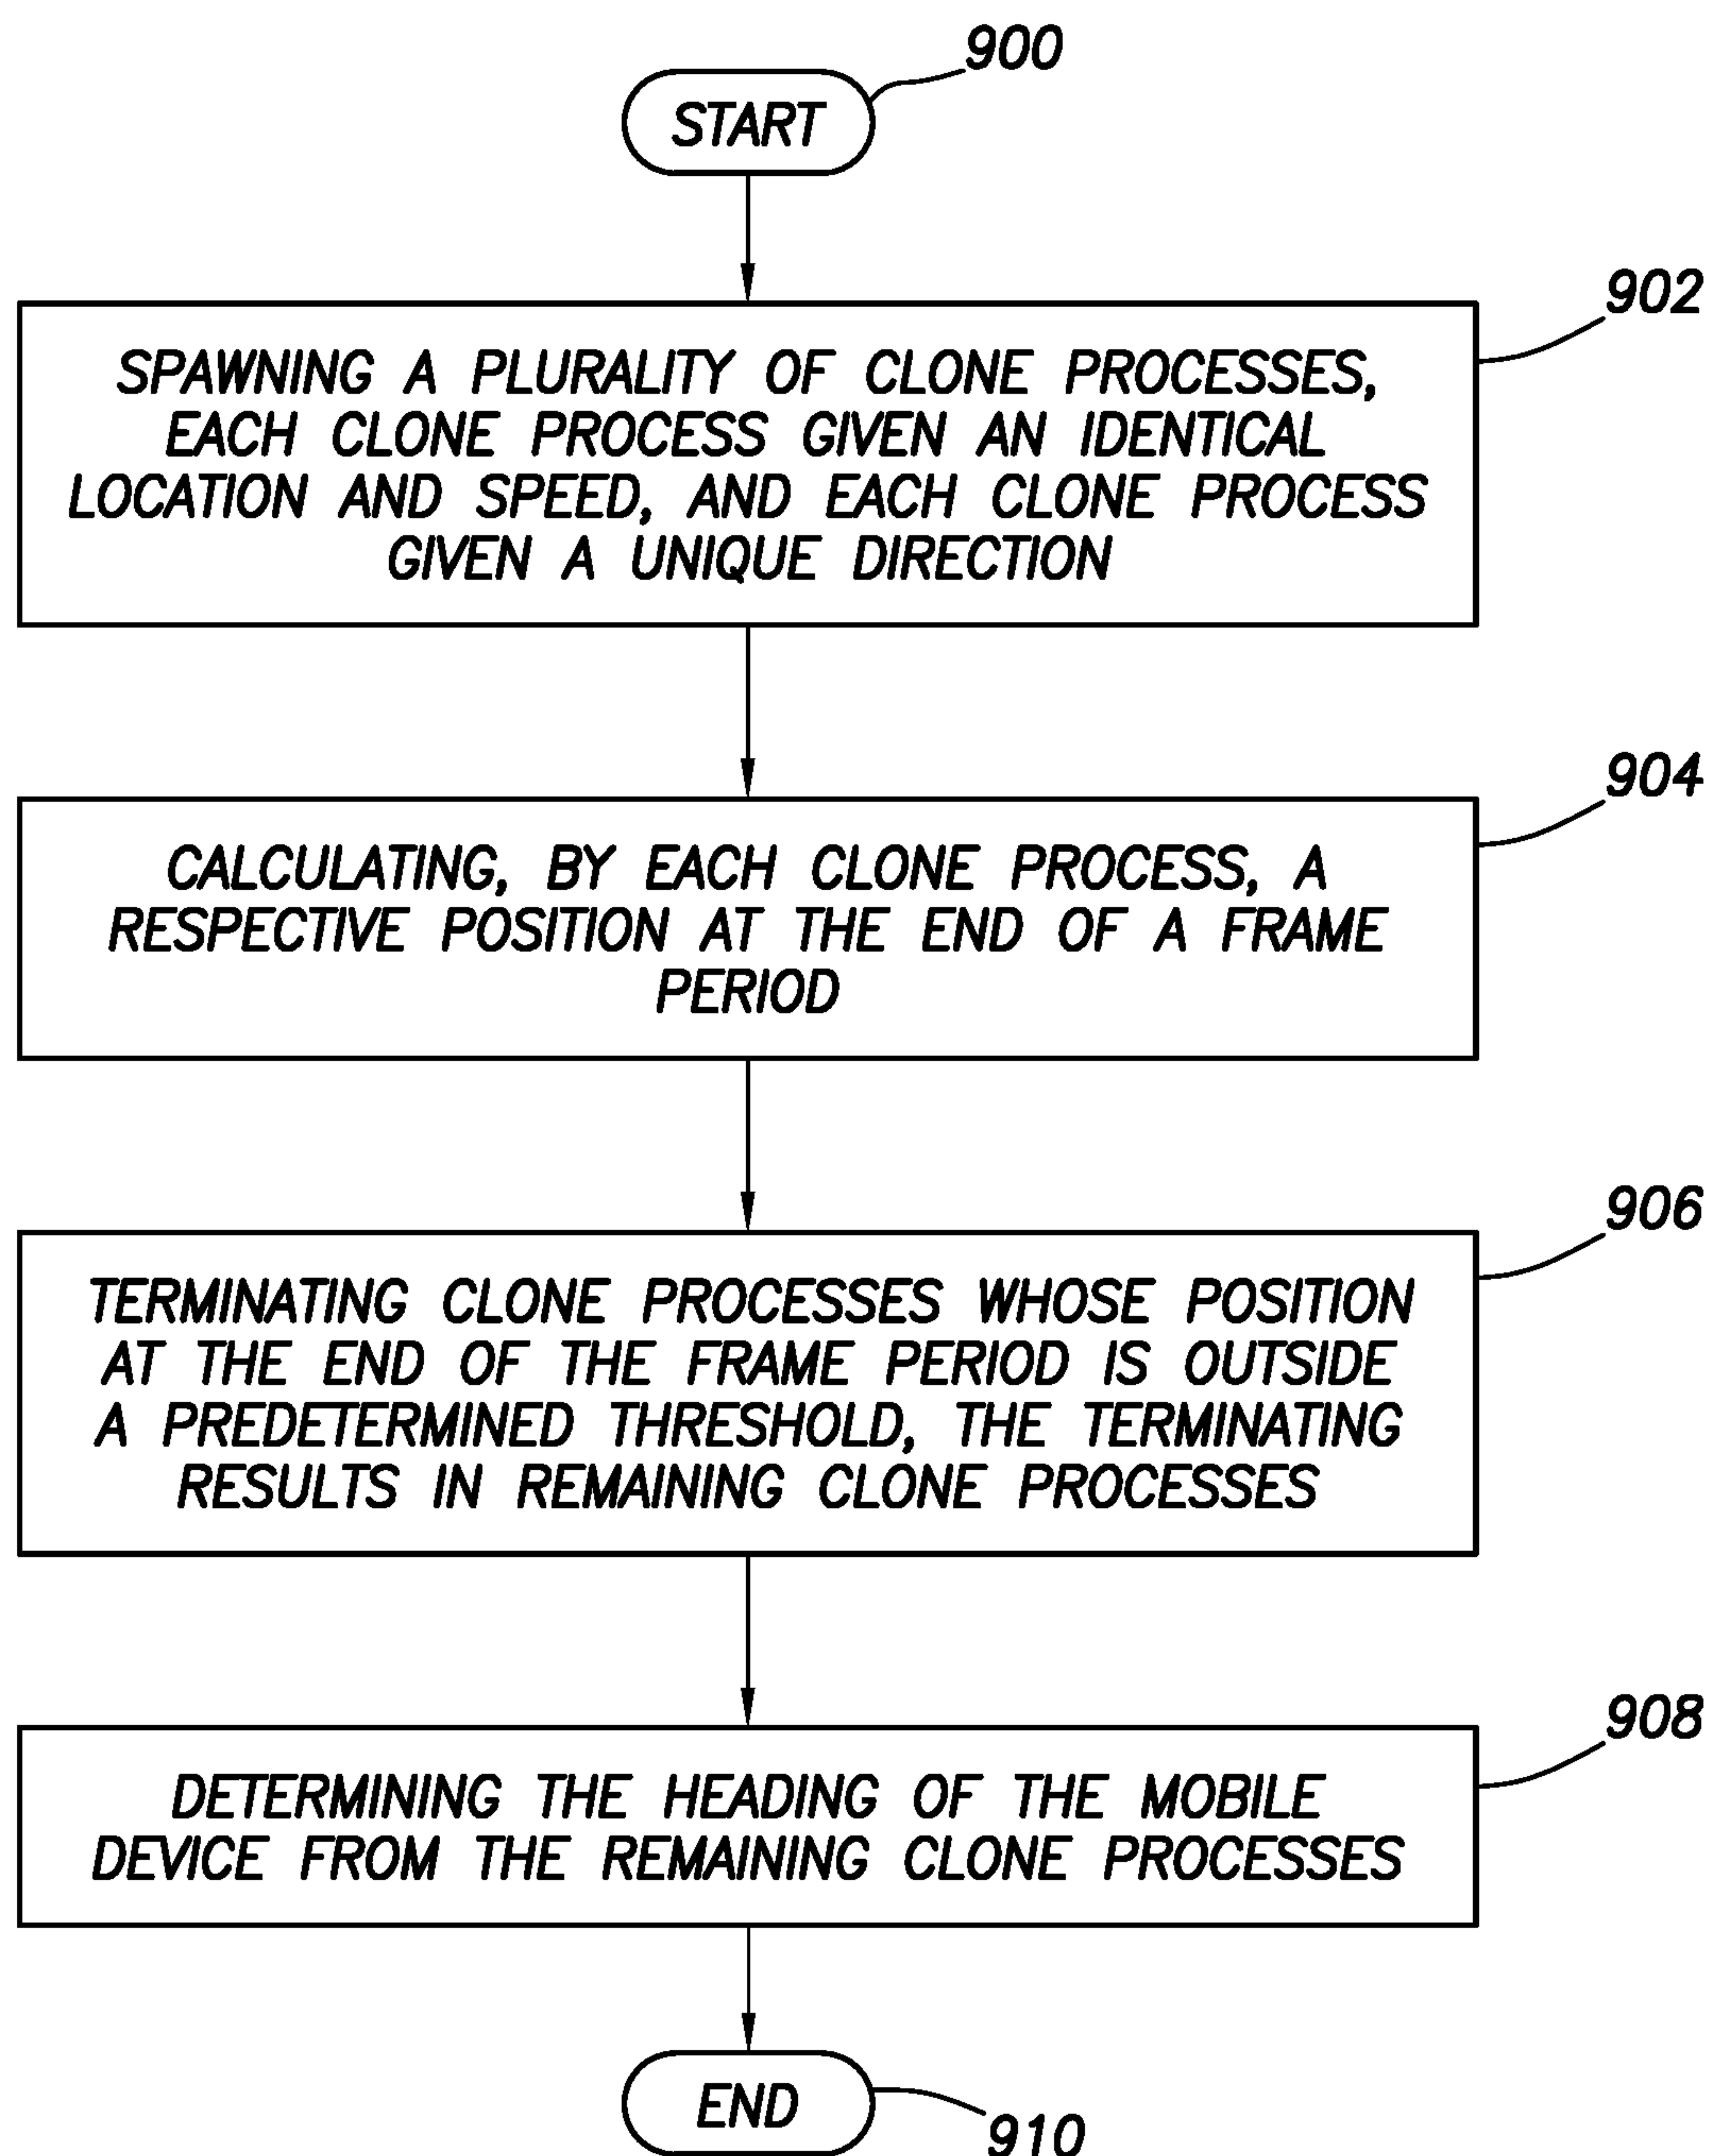 900
START
902
SPAWNING A PLURALITY OF CLONE PROCESSES,
EACH CLONE PROCESS GIVEN AN IDENTICAL
LOCATION AND SPEED, AND EACH CLONE PROCESS
GIVEN A UNIQUE DIRECTION
904
CALCULATING, BY EACH CLONE PROCESS, A
RESPECTIVE POSITION AT THE END OF A FRAME
PERIOD
906
TERMINATING CLONE PROCESSES WHOSE POSITION
AT THE END OF THE FRAME PERIOD IS OUTSIDE
A PREDETERMINED THRESHOLD, THE TERMINATING
RESULTS IN REMAINING CLONE PROCESSES
908
DETERMINING THE HEADING OF THE MOBILE
DEVICE FROM THE REMAINING CLONE PROCESSES
END
910